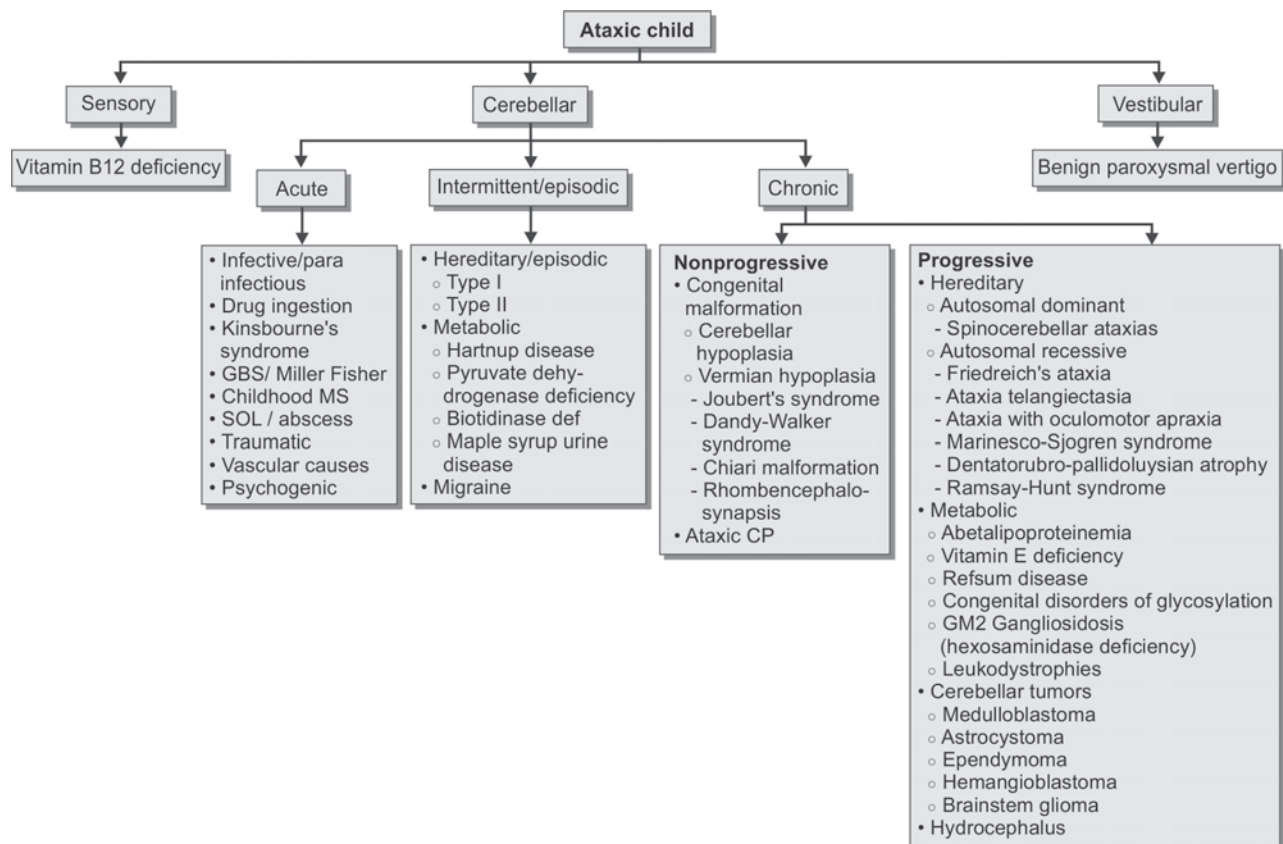 Ataxic child
Sensory
Cerebellar
Vestibular
Vitamin B12 deficiency
Benign paroxysmal vertigo
Acute
Intermittent/episodic
Chronic
• Infective/para
infectious
• Drug ingestion
• Kinsbourne's
syndrome
• GBS/ Miller Fisher
• Childhood MS
• SOL / abscess
• Traumatic
• Vascular causes
• Psychogenic
• Hereditary/episodic
○ Type I
○ Type II
• Metabolic
○ Hartnup disease
○ Pyruvate dehy-
drogenase deficiency
○ Biotidinase def
○ Maple syrup urine
disease
• Migraine
Nonprogressive
• Congenital
malformation
○ Cerebellar
hypoplasia
○ Vermian hypoplasia
- Joubert's syndrome
- Dandy-Walker
syndrome
- Chiari malformation
- Rhombencephalo-
synapsis
• Ataxic CP
Progressive
• Hereditary
○ Autosomal dominant
- Spinocerebellar ataxias
○ Autosomal recessive
- Friedreich's ataxia
- Ataxia telangiectasia
- Ataxia with oculomotor apraxia
- Marinesco-Sjogren syndrome
- Dentatorubro-pallidoluysian atrophy
- Ramsay-Hunt syndrome
• Metabolic
○ Abetalipoproteinemia
○ Vitamin E deficiency
○ Refsum disease
○ Congenital disorders of glycosylation
○ GM2 Gangliosidosis
(hexosaminidase deficiency)
○ Leukodystrophies
• Cerebellar tumors
○ Medulloblastoma
○ Astrocystoma
○ Ependymoma
○ Hemangioblastoma
○ Brainstem glioma
• Hydrocephalus